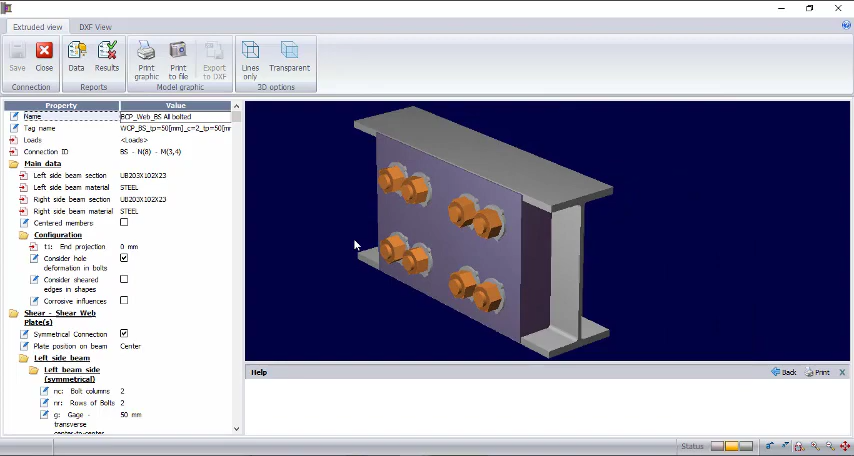 Extruded view DXF View
Save Close Data Results Print graphic Print to file Export to DXF Lines only Transparent
Connection Reports Model graphic 3D options
Property Value
Name BCP_Web_BS All bolted
Tag name WCP_BS_tp=50[mm]_c=2_tp=50[m
Loads <Loads>
Connection ID BS - N(8) - M(3,4)
Main data
Left side beam section UB203X102X23
Left side beam material STEEL
Right side beam section UB203X102X23
Right side beam material STEEL
Centered members
Configuration
t1: End projection 0 mm
Consider hole deformation in bolts
Consider sheared edges in shapes
Corrosive influences
Shear - Shear Web Plate(s)
Symmetrical Connection
Plate position on beam Center
Left side beam
Left beam side (symmetrical)
nc: Bolt columns 2
nr: Rows of Bolts 2
g: Gage - transverse center-to-center 50 mm
Help Back Print
Status